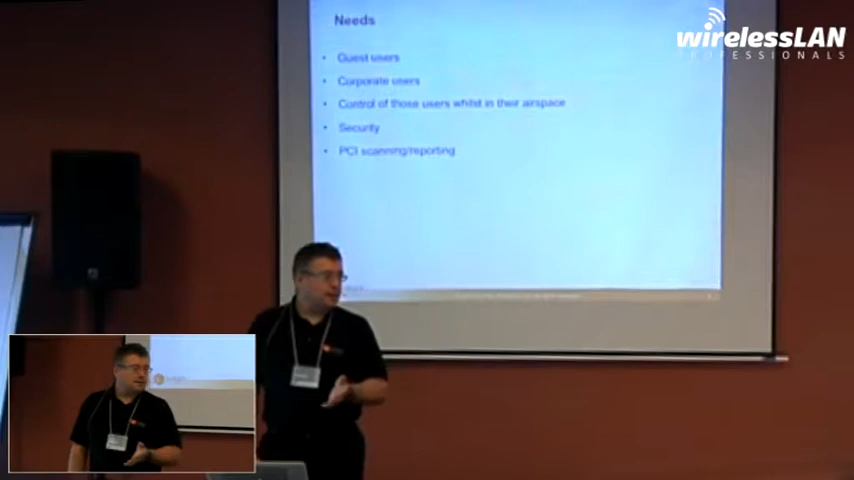 Needs
wirelessLAN
PROFESSIONALS
• Guest users
• Corporate users
• Control of those users whilst in their airspace
• Security
• PCI scanning/reporting